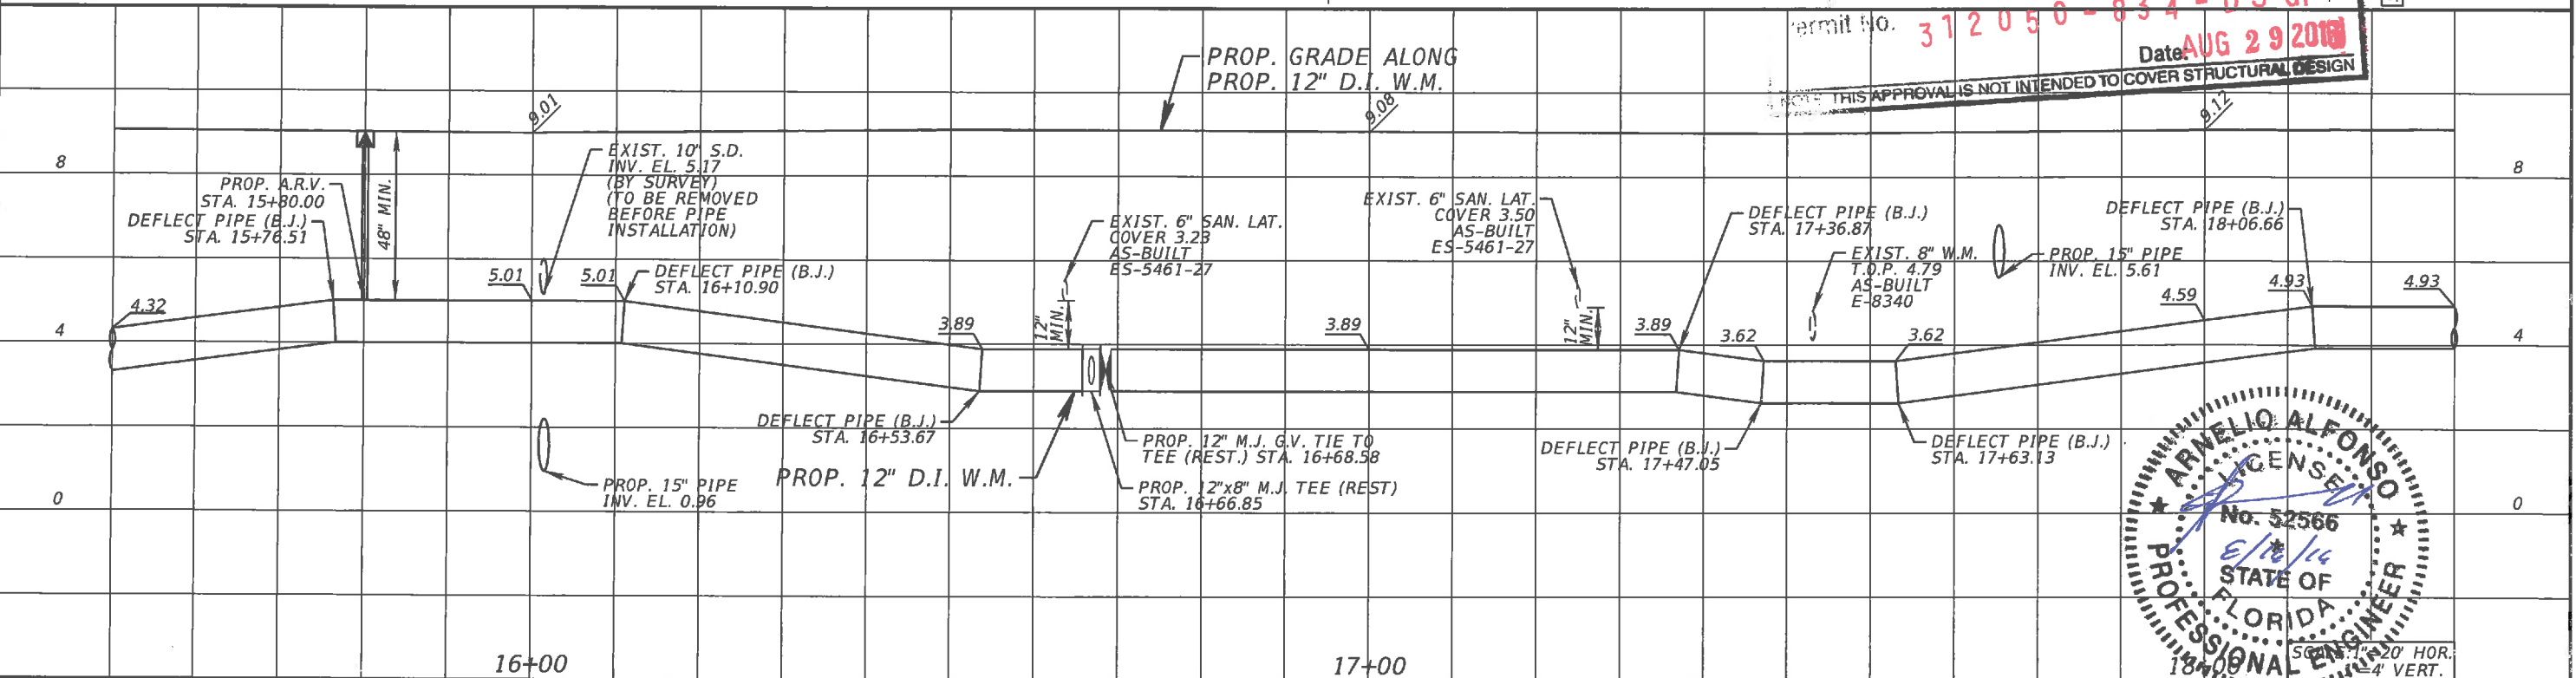 ermit No. 312050-834-
Date: AUG 29 201
THIS APPROVAL IS NOT INTENDED TO COVER STRUCTURAL DESIGN
PROP. GRADE ALONG
PROP. 12" D.I. W.M.
9.01
9.08
9.12
8
8
EXIST. 10" S.D.
INV. EL. 5.17
(BY SURVEY)
(TO BE REMOVED
BEFORE PIPE
INSTALLATION)
PROP. A.R.V.
STA. 15+80.00
DEFLECT PIPE (B.J.)
STA. 15+76.51
48" MIN.
EXIST. 6" SAN. LAT.
COVER 3.23
AS-BUILT
ES-5461-27
EXIST. 6" SAN. LAT.
COVER 3.50
AS-BUILT
ES-5461-27
DEFLECT PIPE (B.J.)
STA. 17+36.87
EXIST. 8" W.M.
T.O.P. 4.79
AS-BUILT
E-8340
PROP. 15" PIPE
INV. EL. 5.61
DEFLECT PIPE (B.J.)
STA. 18+06.66
5.01
5.01
DEFLECT PIPE (B.J.)
STA. 16+10.90
4.32
3.89
12"
MIN.
3.89
12"
MIN.
3.89
3.62
3.62
4.59
4.93
4.93
4
4
DEFLECT PIPE (B.J.)
STA. 16+53.67
PROP. 12" M.J. G.V. TIE TO
TEE (REST.) STA. 16+68.58
DEFLECT PIPE (B.J.)
STA. 17+47.05
DEFLECT PIPE (B.J.)
STA. 17+63.13
PROP. 15" PIPE
INV. EL. 0.96
PROP. 12" D.I. W.M.
PROP. 12"x8" M.J. TEE (REST)
STA. 16+66.85
0
0
ARNELIO ALFONSO
LICENSE
No. 52566
STATE OF
FLORIDA
PROFESSIONAL ENGINEER
16+00
17+00
18+00
20' HOR.
4' VERT.